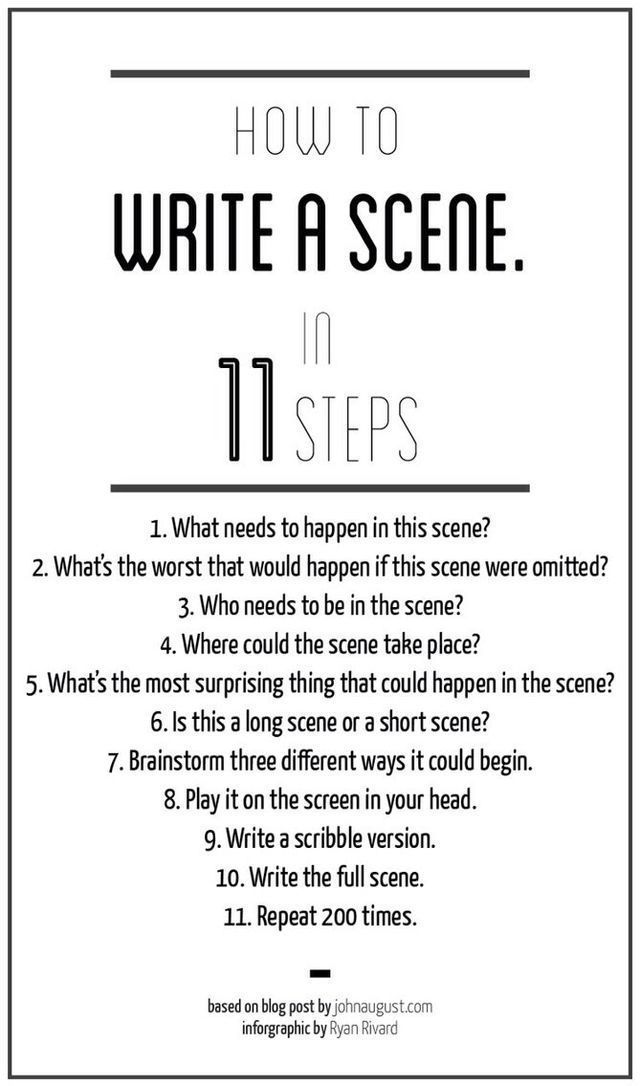 HOW TO
WRITE A SCENE.
IN
11 STEPS
1. What needs to happen in this scene?
2. What's the worst that would happen if this scene were omitted?
3. Who needs to be in the scene?
4. Where could the scene take place?
5. What's the most surprising thing that could happen in the scene?
6. Is this a long scene or a short scene?
7. Brainstorm three different ways it could begin.
8. Play it on the screen in your head.
9. Write a scribble version.
10. Write the full scene.
11. Repeat 200 times.
based on blog post by johnaugust.com
inforgraphic by Ryan Rivard